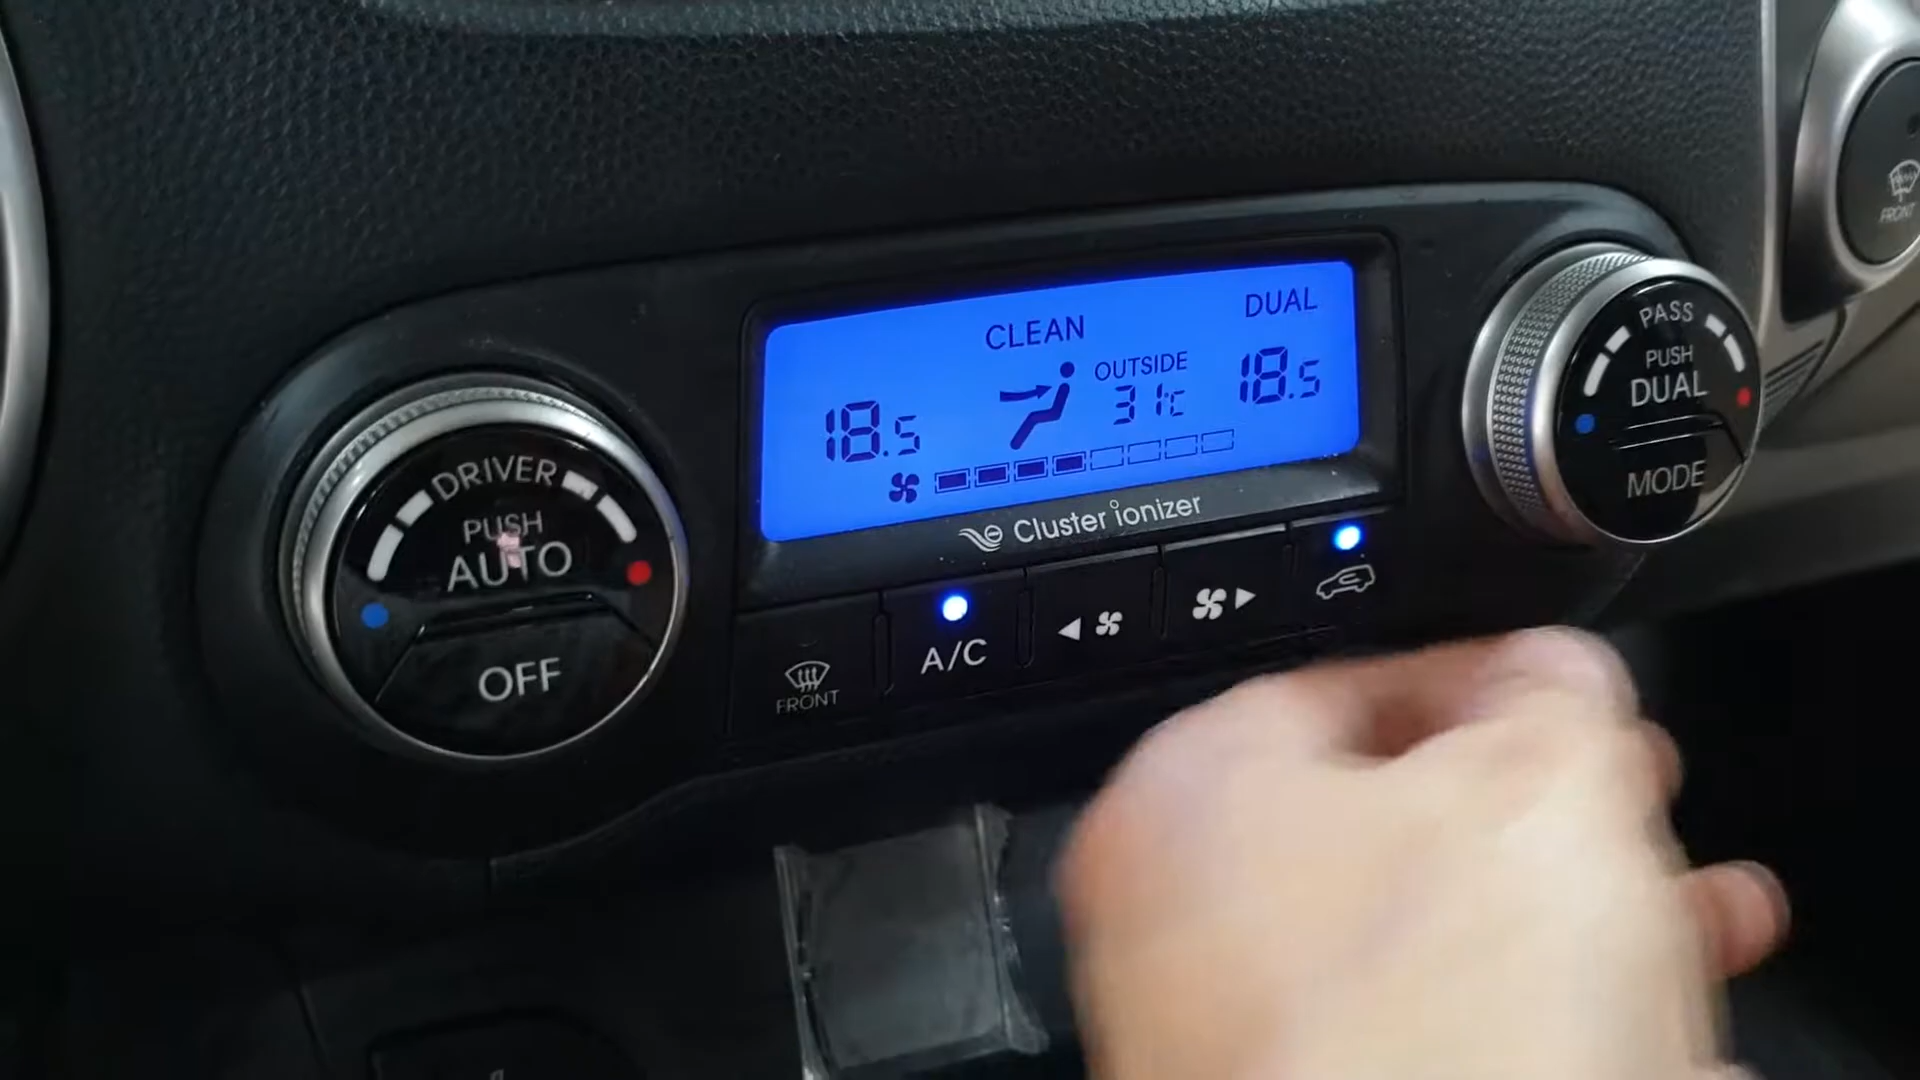 CLEAN
DUAL
OUTSIDE
18.5
31°C
18.5
Cluster ionizer
DRIVER
PUSH
AUTO
OFF
FRONT
A/C
PASS
PUSH
DUAL
MODE
FRONT